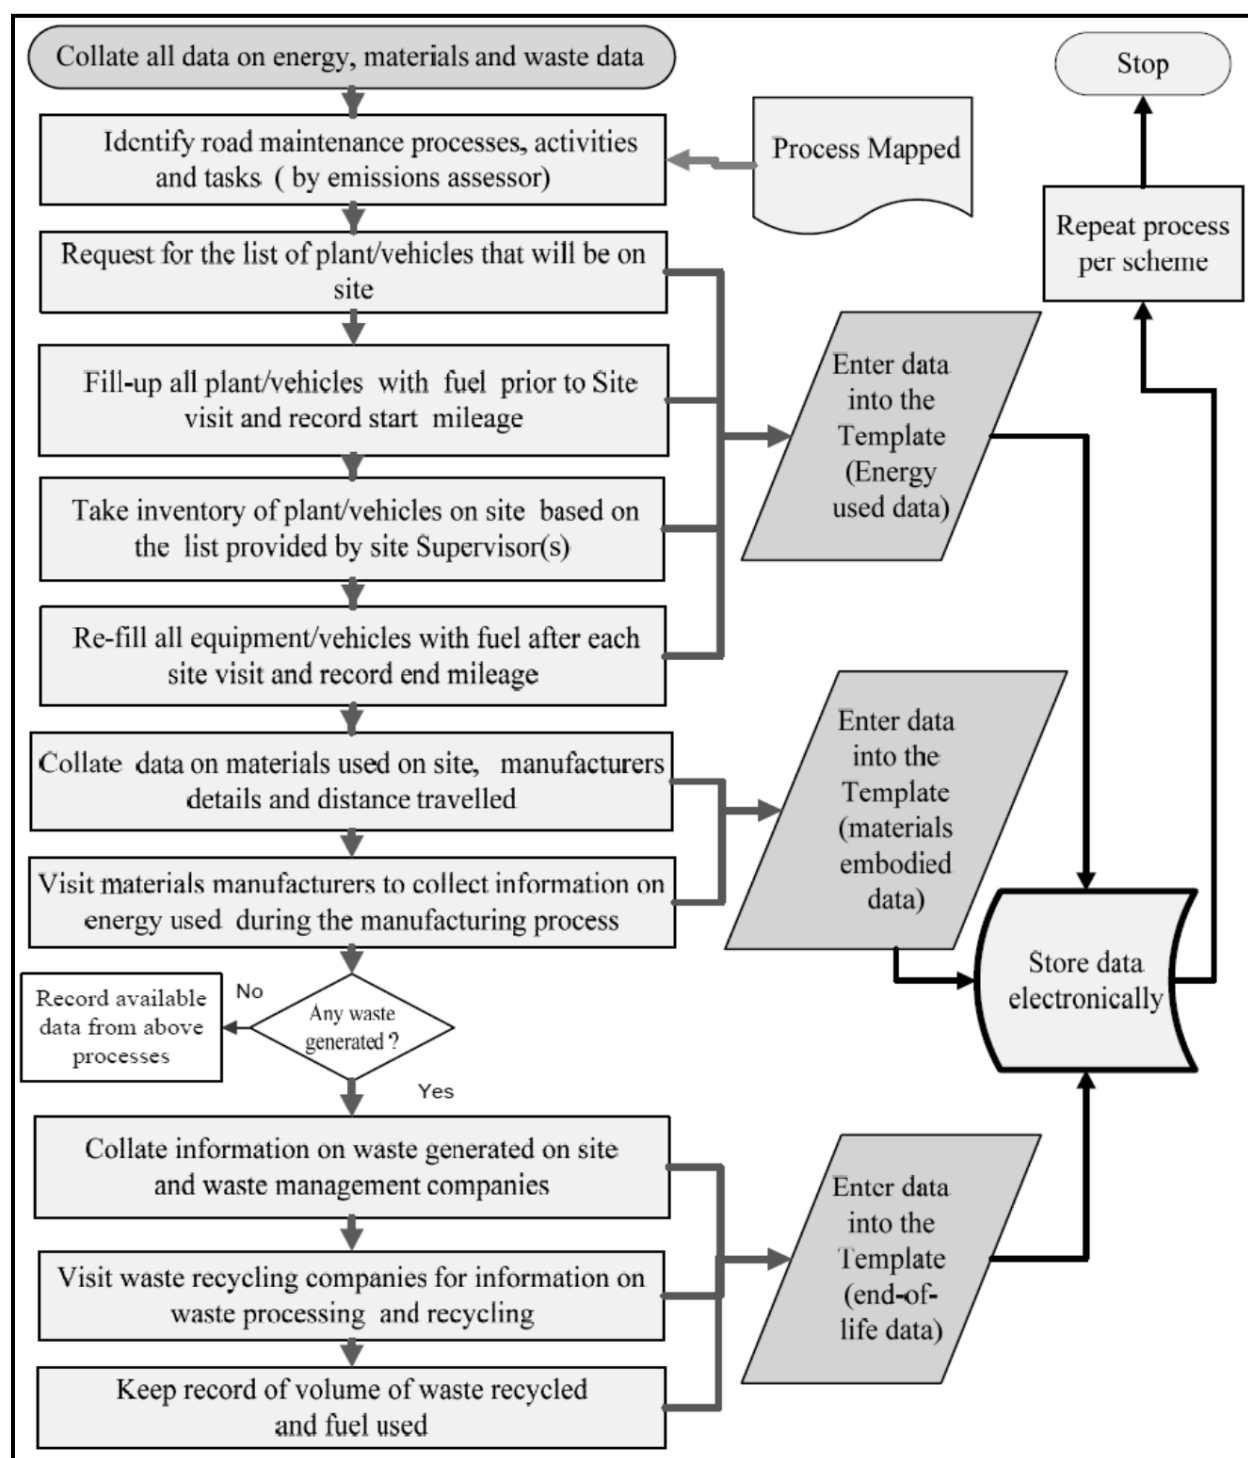 Collate all data on energy, materials and waste data
Identify road maintenance processes, activities
and tasks ( by emissions assessor)
Process Mapped
Stop
Repeat process
per scheme
Request for the list of plant/vehicles that will be on
site
Fill-up all plant/vehicles with fuel prior to Site
visit and record start mileage
Take inventory of plant/vehicles on site based on
the list provided by site Supervisor(s)
Re-fill all equipment/vehicles with fuel after each
site visit and record end mileage
Enter data
into the
Template
(Energy
used data)
Collate data on materials used on site, manufacturers
details and distance travelled
Visit materials manufacturers to collect information on
energy used during the manufacturing process
Enter data
into the
Template
(materials
embodied
data)
Store data
electronically
Any waste
generated ?
No
Record available
data from above
processes
Yes
Collate information on waste generated on site
and waste management companies
Visit waste recycling companies for information on
waste processing and recycling
Keep record of volume of waste recycled
and fuel used
Enter data
into the
Template
(end-of-
life data)